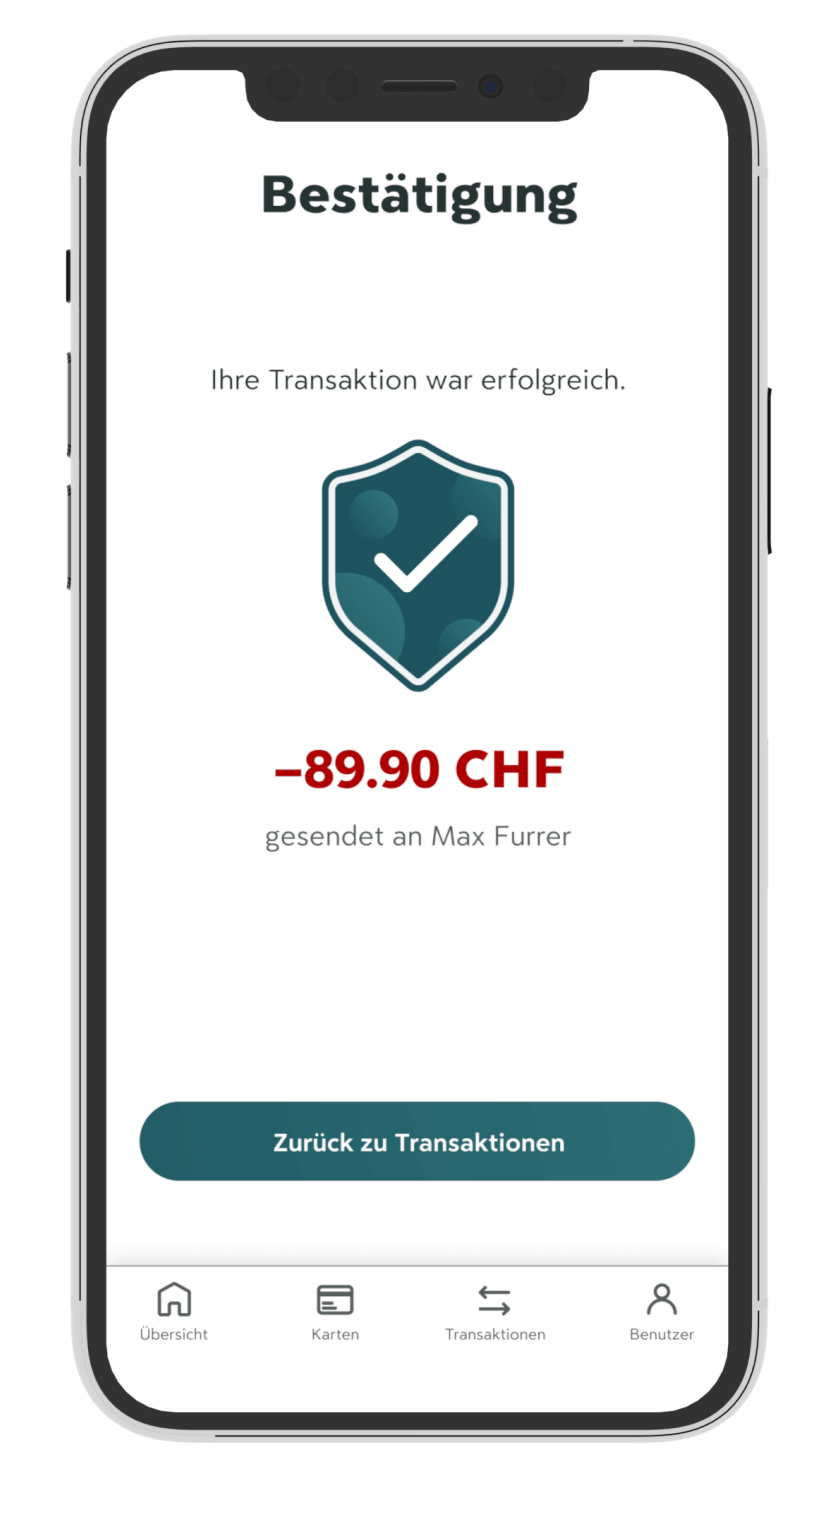 Bestätigung
Ihre Transaktion war erfolgreich.
–89.90 CHF
gesendet an Max Furrer
Zurück zu Transaktionen
Übersicht
Karten
Transaktionen
Benutzer